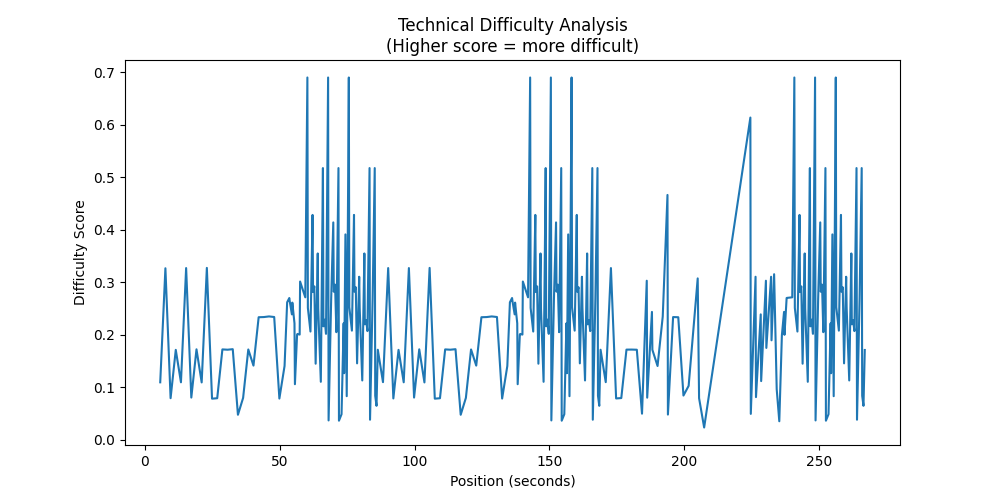 Technical Difficulty Analysis
(Higher score = more difficult)
Difficulty Score
0.7
0.6
0.5
0.4
0.3
0.2
0.1
0.0
0 50 100 150 200 250
Position (seconds)